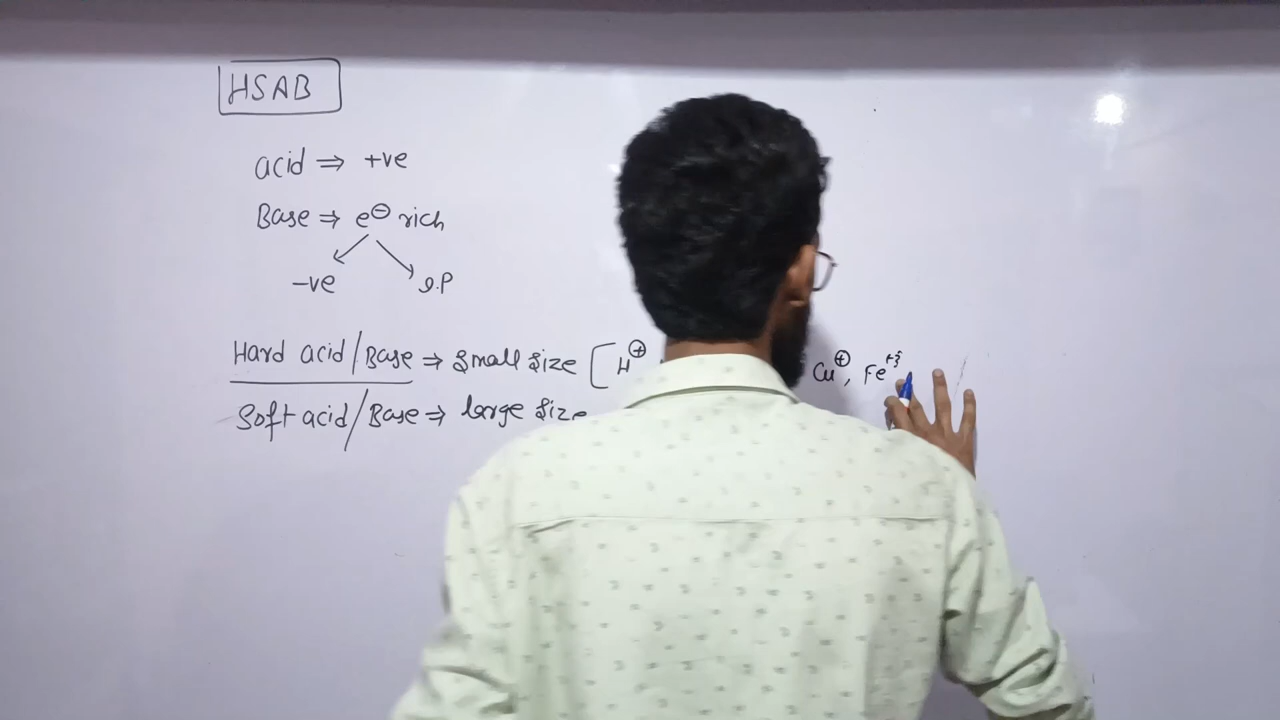 HSAB
acid ⇒ +ve
Base ⇒ e⊖ rich
-ve l.P
Hard acid/Base ⇒ Small Size [ H⊕ Cu⊕, Fe+3
Soft acid/Base ⇒ large Size